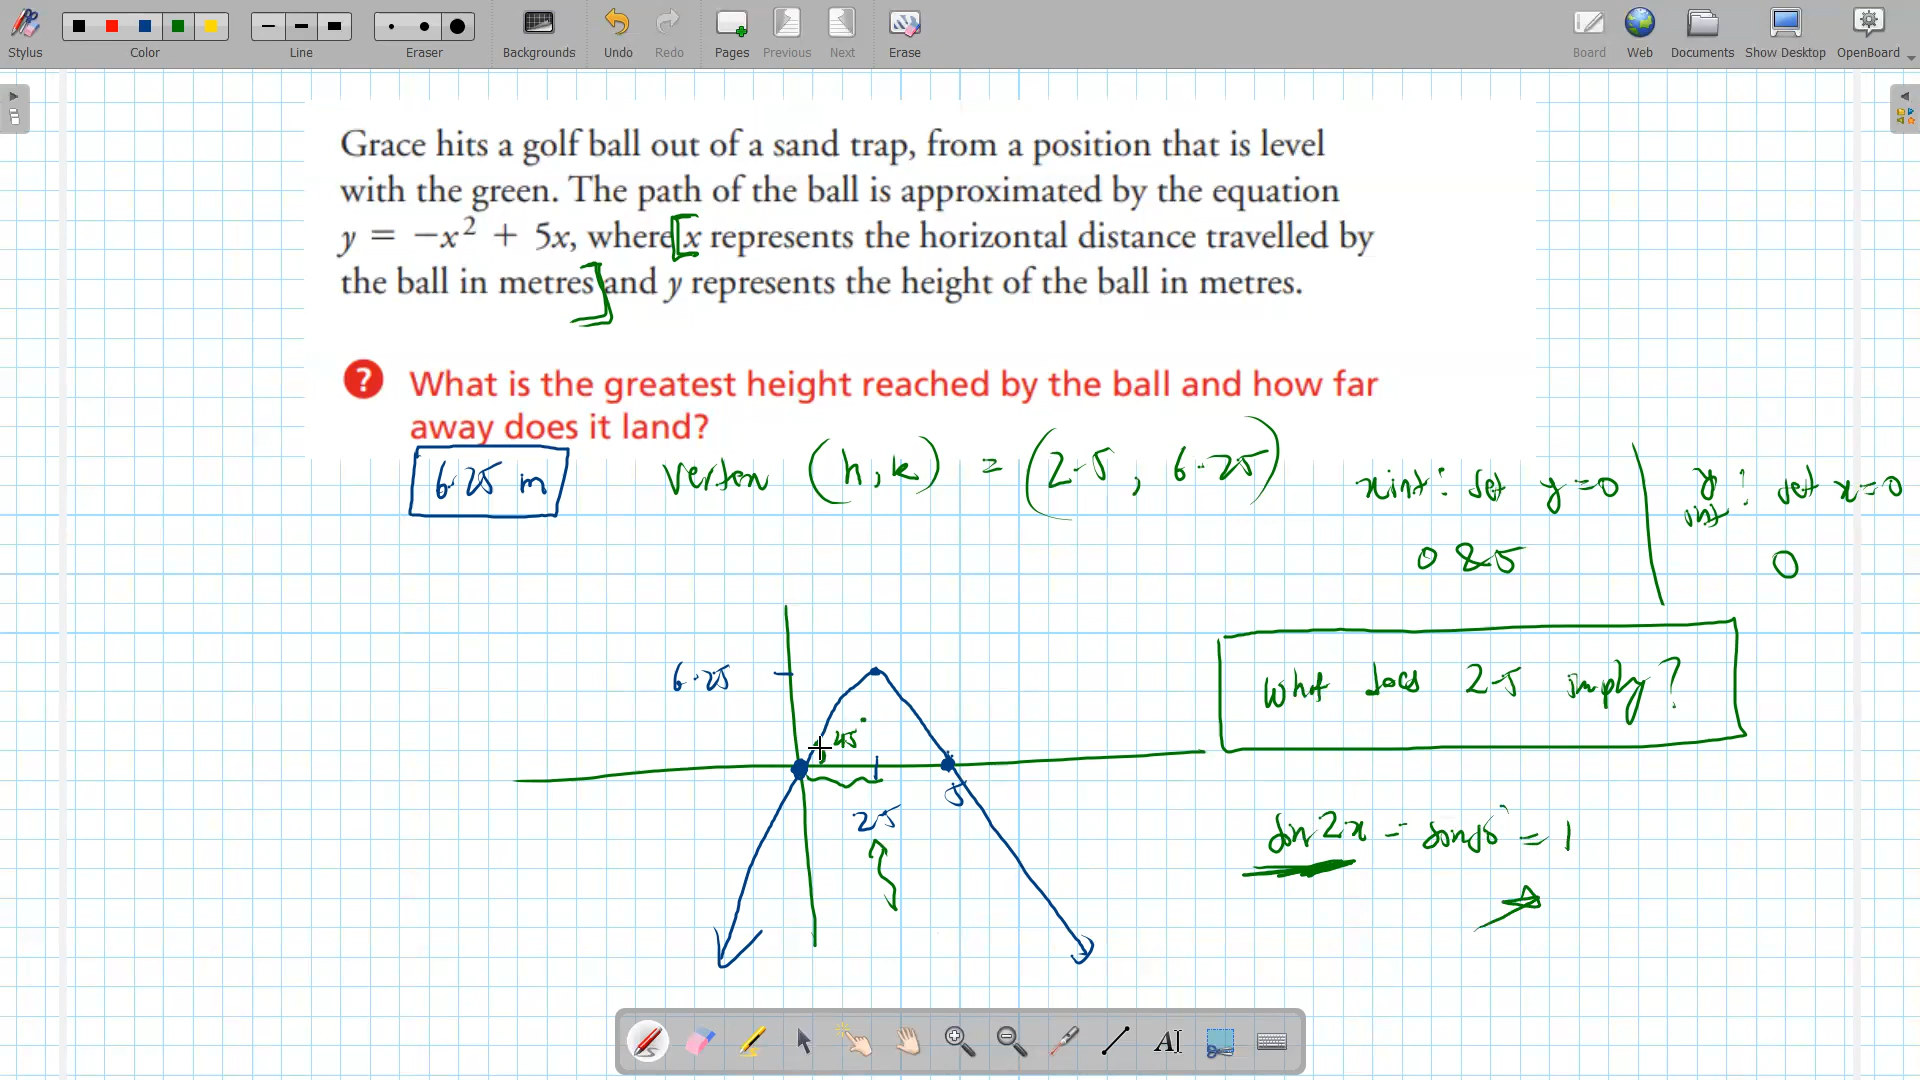 Stylus Color Line Eraser Backgrounds Undo Redo Pages Previous Next Erase Board Web Documents Show Desktop OpenBoard
Grace hits a golf ball out of a sand trap, from a position that is level
with the green. The path of the ball is approximated by the equation
y = −x² + 5x, where [x represents the horizontal distance travelled by
the ball in metres] and y represents the height of the ball in metres.
? What is the greatest height reached by the ball and how far
away does it land?
6.25 m
Vertex (h, k) = (2.5, 6.25)
x int: set y=0
0 & 5
y int: set x=0
0
What does 2.5 imply?
6.25
45°
5
2.5
sin 2x =
= 1
AI